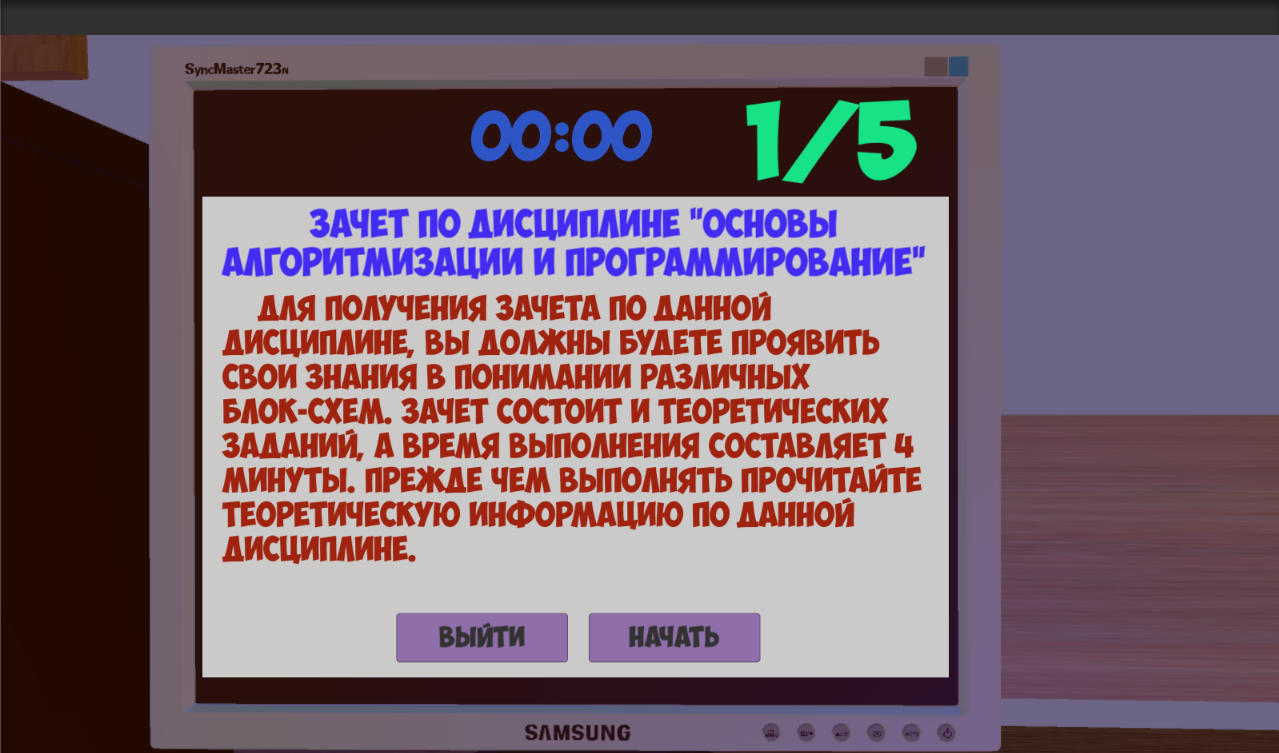 SyncMaster723N
00:00
1/5
ЗАЧЕТ ПО ДИСЦИПЛИНЕ "ОСНОВЫ
АЛГОРИТМИЗАЦИИ И ПРОГРАММИРОВАНИЕ"
ДЛЯ ПОЛУЧЕНИЯ ЗАЧЕТА ПО ДАННОЙ
ДИСЦИПЛИНЕ, ВЫ ДОЛЖНЫ БУДЕТЕ ПРОЯВИТЬ
СВОИ ЗНАНИЯ В ПОНИМАНИИ РАЗЛИЧНЫХ
БЛОК-СХЕМ. ЗАЧЕТ СОСТОИТ И ТЕОРЕТИЧЕСКИХ
ЗАДАНИЙ, А ВРЕМЯ ВЫПОЛНЕНИЯ СОСТАВЛЯЕТ 4
МИНУТЫ. ПРЕЖДЕ ЧЕМ ВЫПОЛНЯТЬ ПРОЧИТАЙТЕ
ТЕОРЕТИЧЕСКУЮ ИНФОРМАЦИЮ ПО ДАННОЙ
ДИСЦИПЛИНЕ.
ВЫЙТИ НАЧАТЬ
SAMSUNG